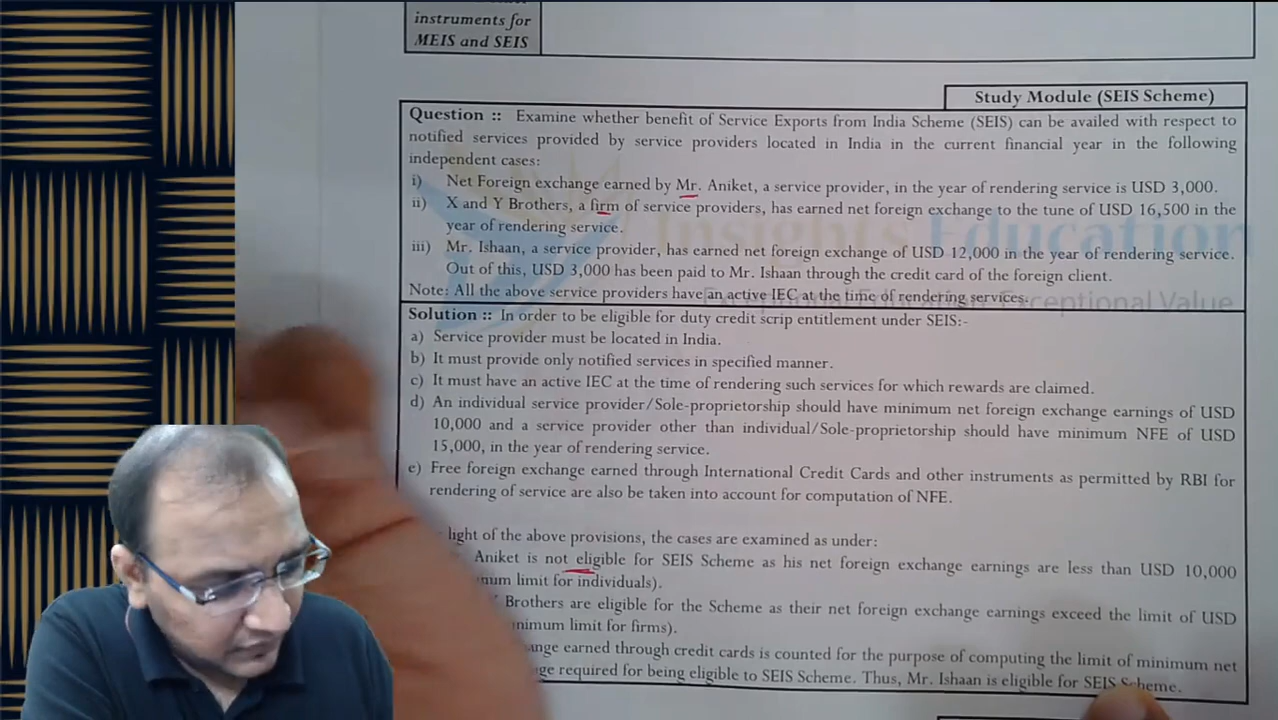 instruments for
MEIS and SEIS
Study Module (SEIS Scheme)
Question :: Examine whether benefit of Service Exports from India Scheme (SEIS) can be availed with respect to
notified services provided by service providers located in India in the current financial year in the following
independent cases:
i) Net Foreign exchange earned by Mr. Aniket, a service provider, in the year of rendering service is USD 3,000.
ii) X and Y Brothers, a firm of service providers, has earned net foreign exchange to the tune of USD 16,500 in the
year of rendering service.
iii) Mr. Ishaan, a service provider, has earned net foreign exchange of USD 12,000 in the year of rendering service.
Out of this, USD 3,000 has been paid to Mr. Ishaan through the credit card of the foreign client.
Note: All the above service providers have an active IEC at the time of rendering services.
Insights Education
Exceptional Education, Exceptional Value
Solution :: In order to be eligible for duty credit scrip entitlement under SEIS:-
a) Service provider must be located in India.
b) It must provide only notified services in specified manner.
c) It must have an active IEC at the time of rendering such services for which rewards are claimed.
d) An individual service provider/Sole-proprietorship should have minimum net foreign exchange earnings of USD
10,000 and a service provider other than individual/Sole-proprietorship should have minimum NFE of USD
15,000, in the year of rendering service.
e) Free foreign exchange earned through International Credit Cards and other instruments as permitted by RBI for
rendering of service are also be taken into account for computation of NFE.
light of the above provisions, the cases are examined as under:
Aniket is not eligible for SEIS Scheme as his net foreign exchange earnings are less than USD 10,000
limit for individuals).
Brothers are eligible for the Scheme as their net foreign exchange earnings exceed the limit of USD
limit for firms).
earned through credit cards is counted for the purpose of computing the limit of minimum net
required for being eligible to SEIS Scheme. Thus, Mr. Ishaan is eligible for SEIS Scheme.